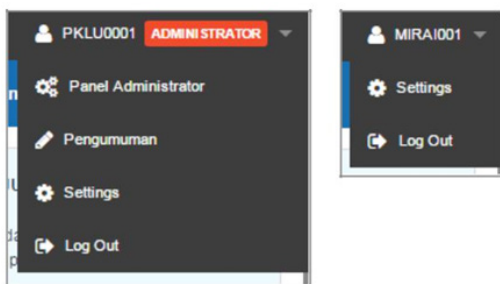 PKLU0001 ADMINISTRATOR
Panel Administrator
Pengumuman
Settings
Log Out
MIRAI001
Settings
Log Out